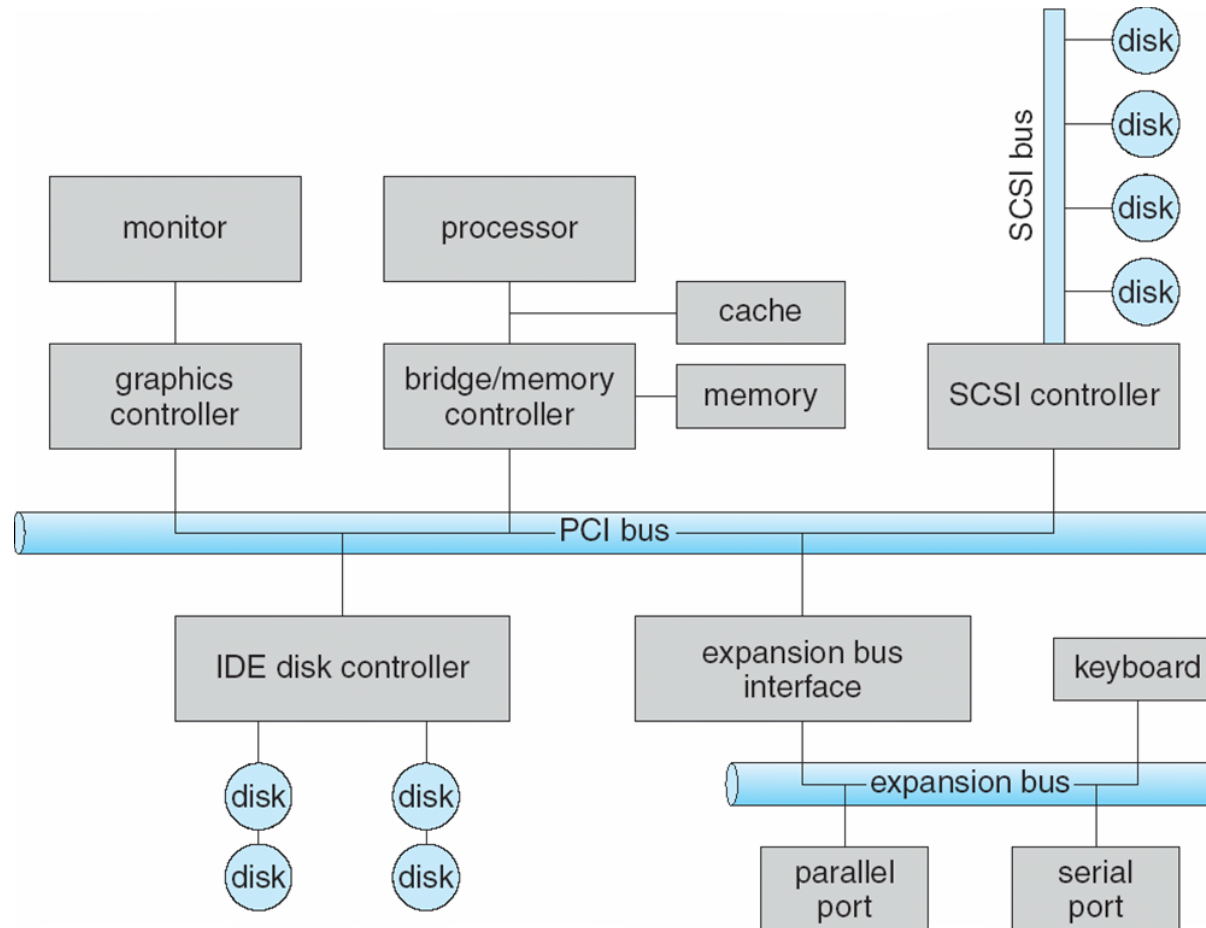 disk
disk
disk
disk
SCSI bus
monitor
processor
cache
graphics
controller
bridge/memory
controller
memory
SCSI controller
PCI bus
IDE disk controller
expansion bus
interface
keyboard
disk
disk
disk
disk
expansion bus
parallel
port
serial
port